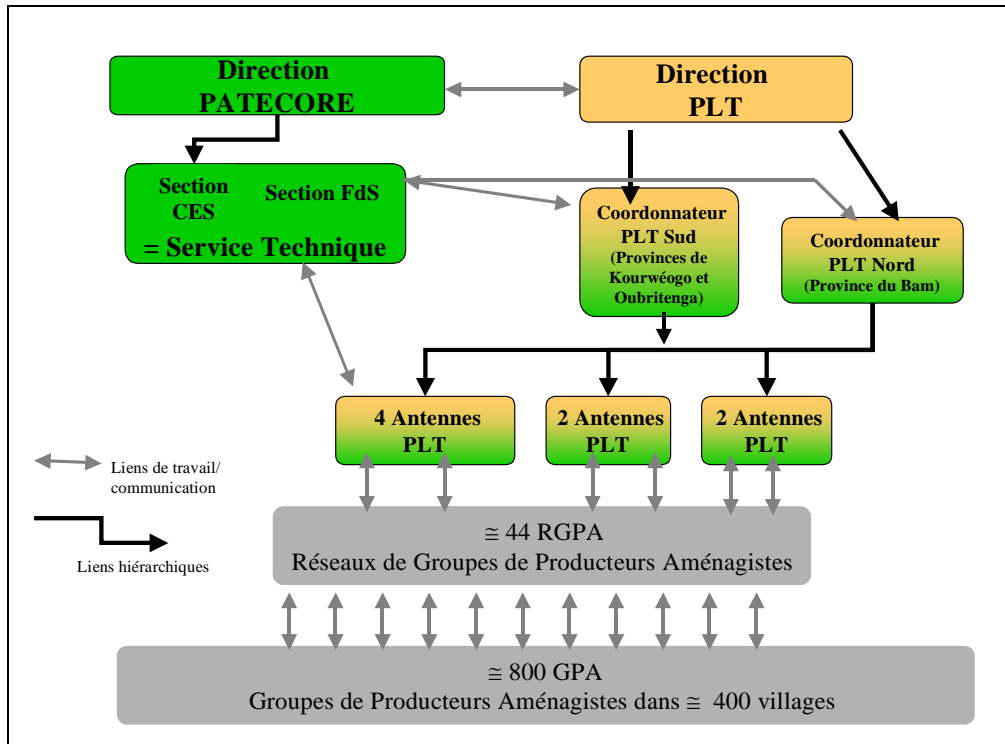 Direction
PATECORE
Direction
PLT
Section
CES
Section FdS
= Service Technique
Coordonnateur
PLT Sud
(Provinces de
Kourwéogo et
Oubritenga)
Coordonnateur
PLT Nord
(Province du Bam)
4 Antennes
PLT
2 Antennes
PLT
2 Antennes
PLT
Liens de travail/
communication
Liens hiérarchiques
≅ 44 RGPA
Réseaux de Groupes de Producteurs Aménagistes
≅ 800 GPA
Groupes de Producteurs Aménagistes dans ≅ 400 villages